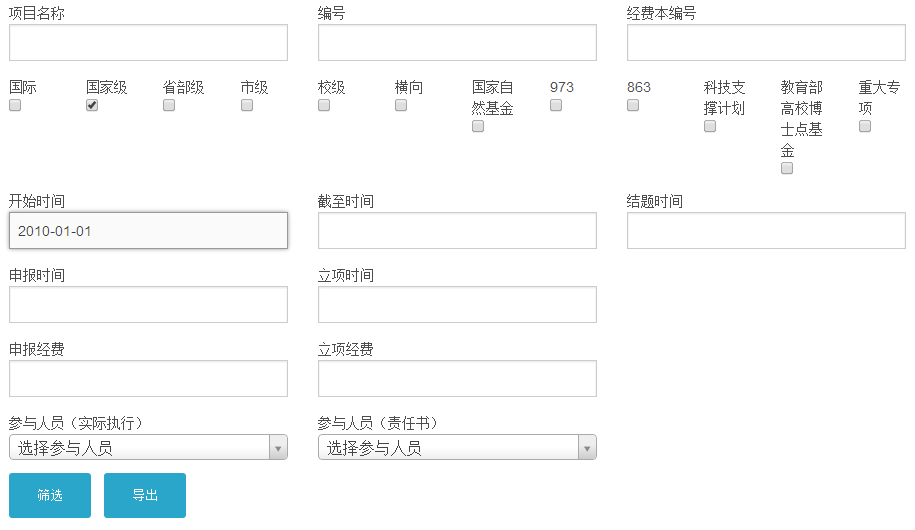 项目名称
编号
经费本编号
国际
国家级
省部级
市级
校级
横向
国家自
然基金
973
863
科技支
撑计划
教育部
高校博
士点基
金
重大专
项
开始时间
截至时间
结题时间
2010-01-01
申报时间
立项时间
申报经费
立项经费
参与人员（实际执行）
参与人员（责任书）
选择参与人员
选择参与人员
筛选
导出